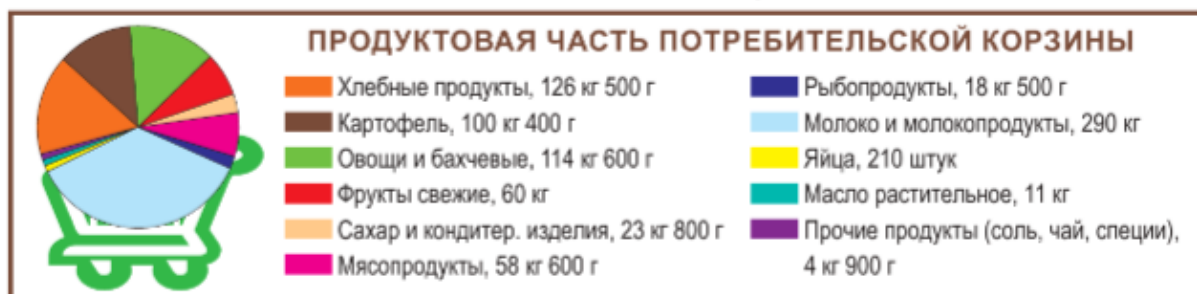 ПРОДУКТОВАЯ ЧАСТЬ ПОТРЕБИТЕЛЬСКОЙ КОРЗИНЫ
Хлебные продукты, 126 кг 500 г
Картофель, 100 кг 400 г
Овощи и бахчевые, 114 кг 600 г
Фрукты свежие, 60 кг
Сахар и кондитер. изделия, 23 кг 800 г
Мясопродукты, 58 кг 600 г
Рыбопродукты, 18 кг 500 г
Молоко и молокопродукты, 290 кг
Яйца, 210 штук
Масло растительное, 11 кг
Прочие продукты (соль, чай, специи),
4 кг 900 г